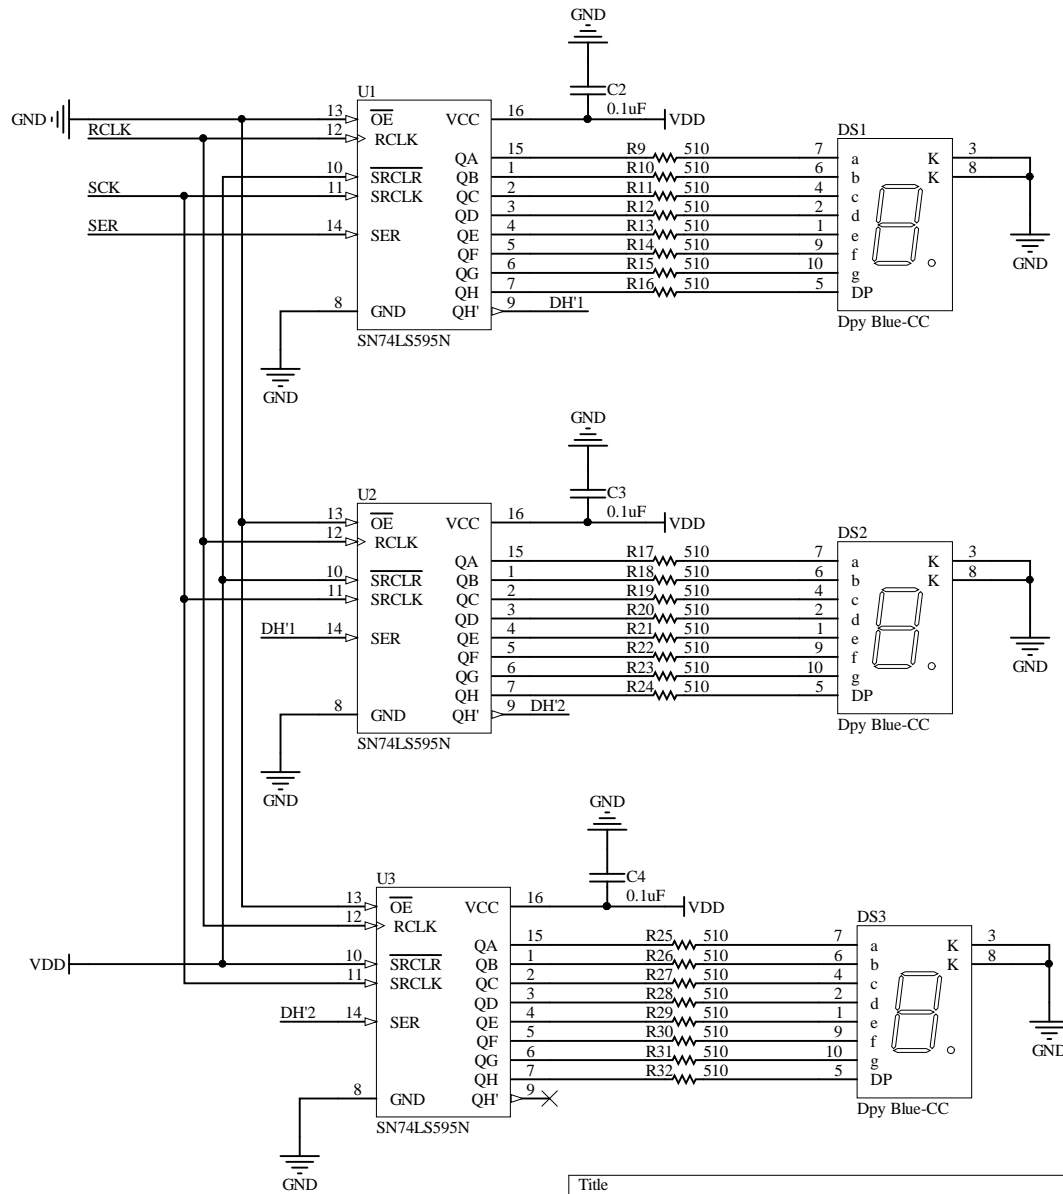 GND
U1
C2
0.1uF
GND
RCLK
SCK
SER
13 OE VCC 16 VDD
12 RCLK
DS1
QA 15 R9 510 7 a K 3
10 SRCLR QB 1 R10 510 6 b K 8
11 SRCLK QC 2 R11 510 4 c
QD 3 R12 510 2 d
14 SER QE 4 R13 510 1 e
QF 5 R14 510 9 f
QG 6 R15 510 10 g
GND
QH 7 R16 510 5 DP
8 GND QH' 9 DH'1
Dpy Blue-CC
SN74LS595N
GND
GND
U2
C3
0.1uF
13 OE VCC 16 VDD
12 RCLK
DS2
QA 15 R17 510 7 a K 3
10 SRCLR QB 1 R18 510 6 b K 8
11 SRCLK QC 2 R19 510 4 c
QD 3 R20 510 2 d
DH'1 14 SER QE 4 R21 510 1 e
QF 5 R22 510 9 f
QG 6 R23 510 10 g
GND
QH 7 R24 510 5 DP
8 GND QH' 9 DH'2
Dpy Blue-CC
SN74LS595N
GND
GND
U3
C4
0.1uF
13 OE VCC 16 VDD
12 RCLK
DS3
QA 15 R25 510 7 a K 3
VDD 10 SRCLR QB 1 R26 510 6 b K 8
11 SRCLK QC 2 R27 510 4 c
QD 3 R28 510 2 d
DH'2 14 SER QE 4 R29 510 1 e
QF 5 R30 510 9 f
QG 6 R31 510 10 g
GND
QH 7 R32 510 5 DP
8 GND QH' 9
Dpy Blue-CC
SN74LS595N
GND
Title